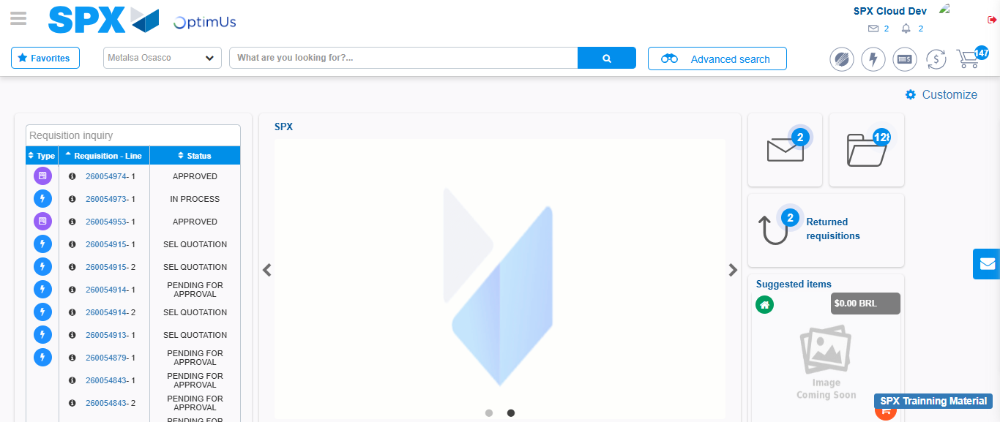 SPX
OptimUs
SPX Cloud Dev
2
2
Favorites
Metalsa Osasco
What are you looking for?...
Advanced search
147
Customize
Requisition inquiry
Type
Requisition - Line
Status
260054974- 1
APPROVED
260054973- 1
IN PROCESS
260054953- 1
APPROVED
260054915- 1
SEL QUOTATION
260054915- 2
SEL QUOTATION
260054914- 1
PENDING FOR
APPROVAL
260054914- 2
SEL QUOTATION
260054913- 1
SEL QUOTATION
260054879- 1
PENDING FOR
APPROVAL
260054843- 1
PENDING FOR
APPROVAL
260054843- 2
PENDING FOR
APPROVAL
PENDING FOR
SPX
2
2
Returned
requisitions
Suggested items
$0.00 BRL
Image
Coming Soon
SPX Trainning Material